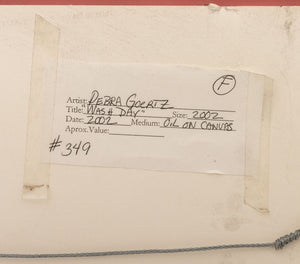 F
Artist: DEBRA GOERTZ
Title: "WASH DAY" Size: 2002
Date: 2002 Medium: OIL ON CANVAS
Aprox. Value:
#349